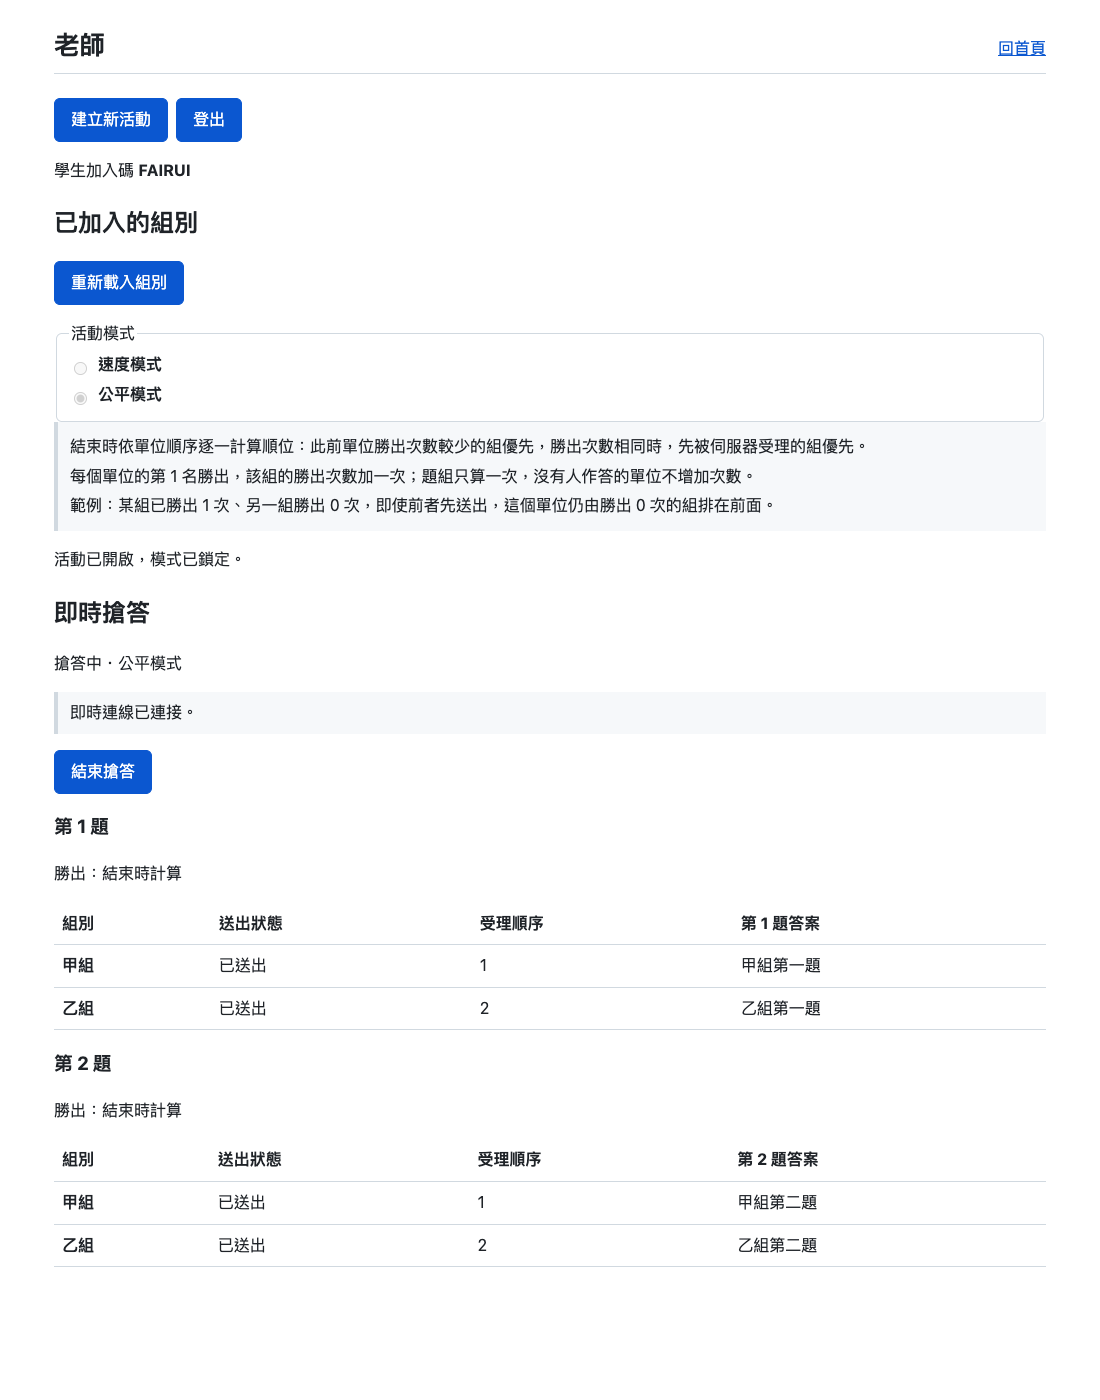 老師
回首頁
建立新活動
登出
學生加入碼 FAIRUI
已加入的組別
重新載入組別
活動模式
速度模式
公平模式
結束時依單位順序逐一計算順位：此前單位勝出次數較少的組優先，勝出次數相同時，先被伺服器受理的組優先。
每個單位的第 1 名勝出，該組的勝出次數加一次；題組只算一次，沒有人作答的單位不增加次數。
範例：某組已勝出 1 次、另一組勝出 0 次，即使前者先送出，這個單位仍由勝出 0 次的組排在前面。
活動已開啟，模式已鎖定。
即時搶答
搶答中．公平模式
即時連線已連接。
結束搶答
第 1 題
勝出：結束時計算
組別 送出狀態 受理順序 第 1 題答案
甲組 已送出 1 甲組第一題
乙組 已送出 2 乙組第一題
第 2 題
勝出：結束時計算
組別 送出狀態 受理順序 第 2 題答案
甲組 已送出 1 甲組第二題
乙組 已送出 2 乙組第二題